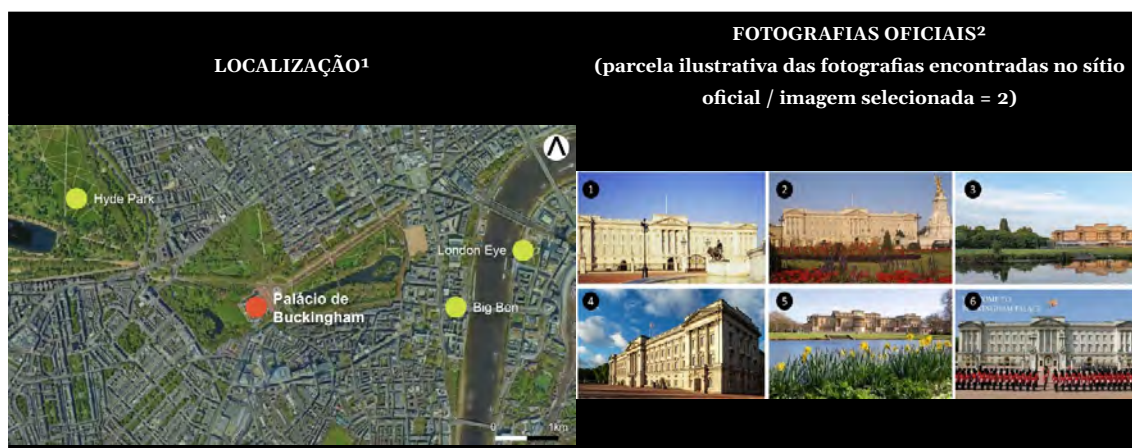 LOCALIZAÇÃO¹
FOTOGRAFIAS OFICIAIS²
(parcela ilustrativa das fotografias encontradas no sítio
oficial / imagem selecionada = 2)
Hyde Park
London Eye
Palácio de
Buckingham
Big Ben
0 1km
1
2
3
4
5
6